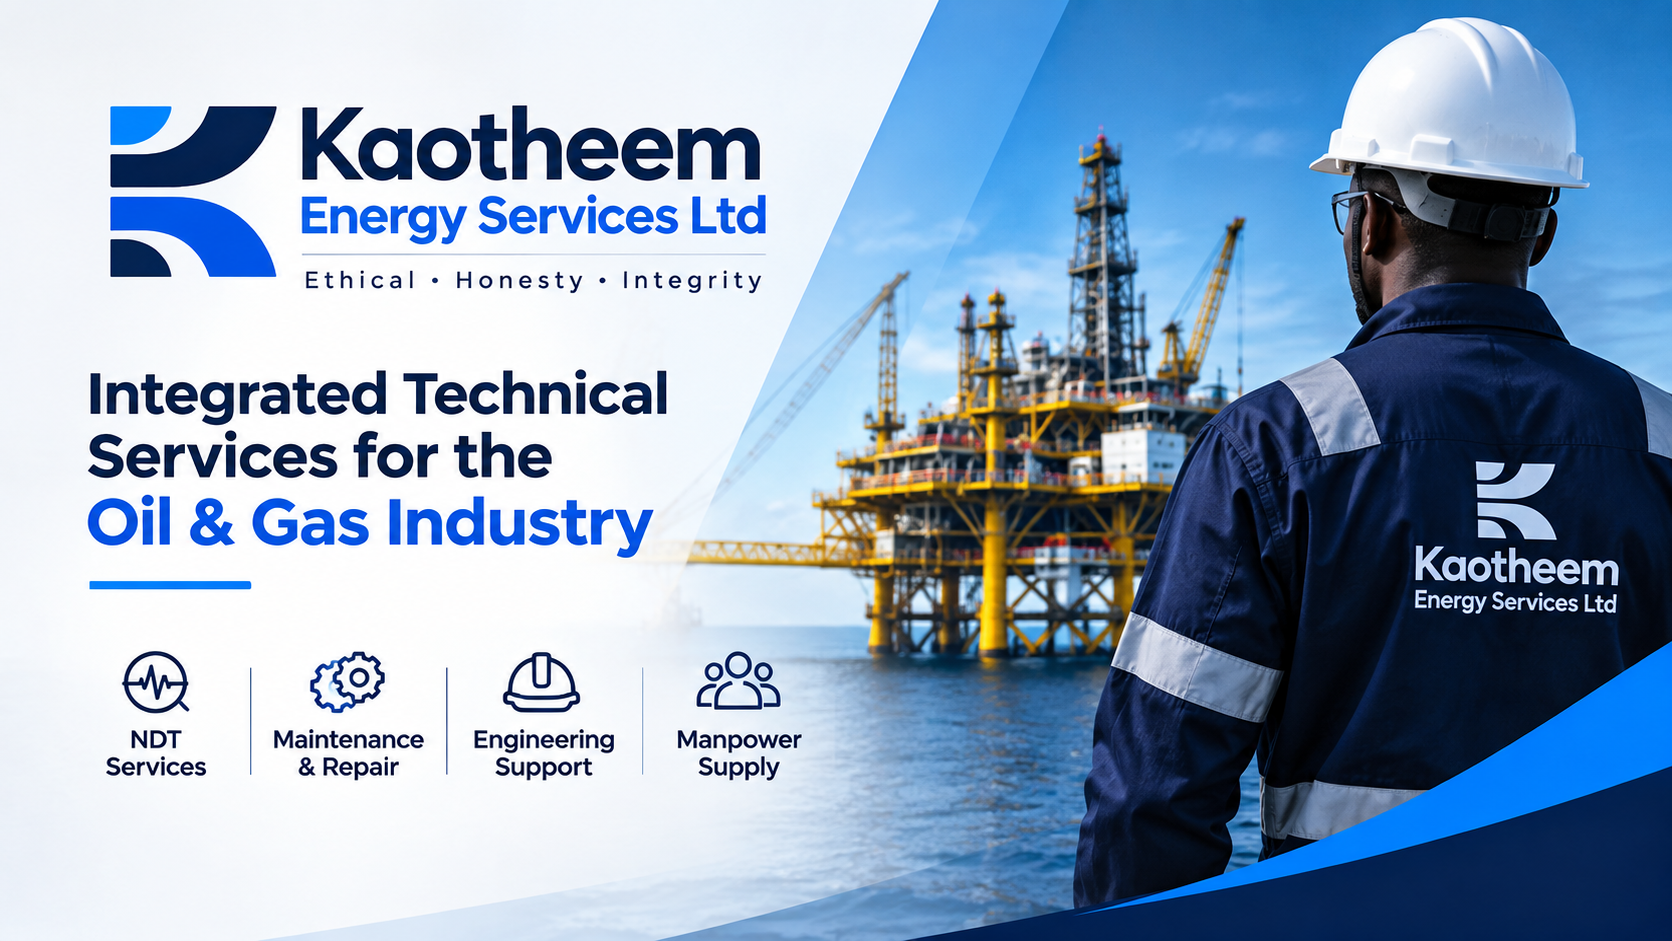 Kaotheem
Energy Services Ltd
Ethical • Honesty • Integrity
Integrated Technical
Services for the
Oil & Gas Industry
NDT
Services
Maintenance
& Repair
Engineering
Support
Manpower
Supply
Kaotheem
Energy Services Ltd